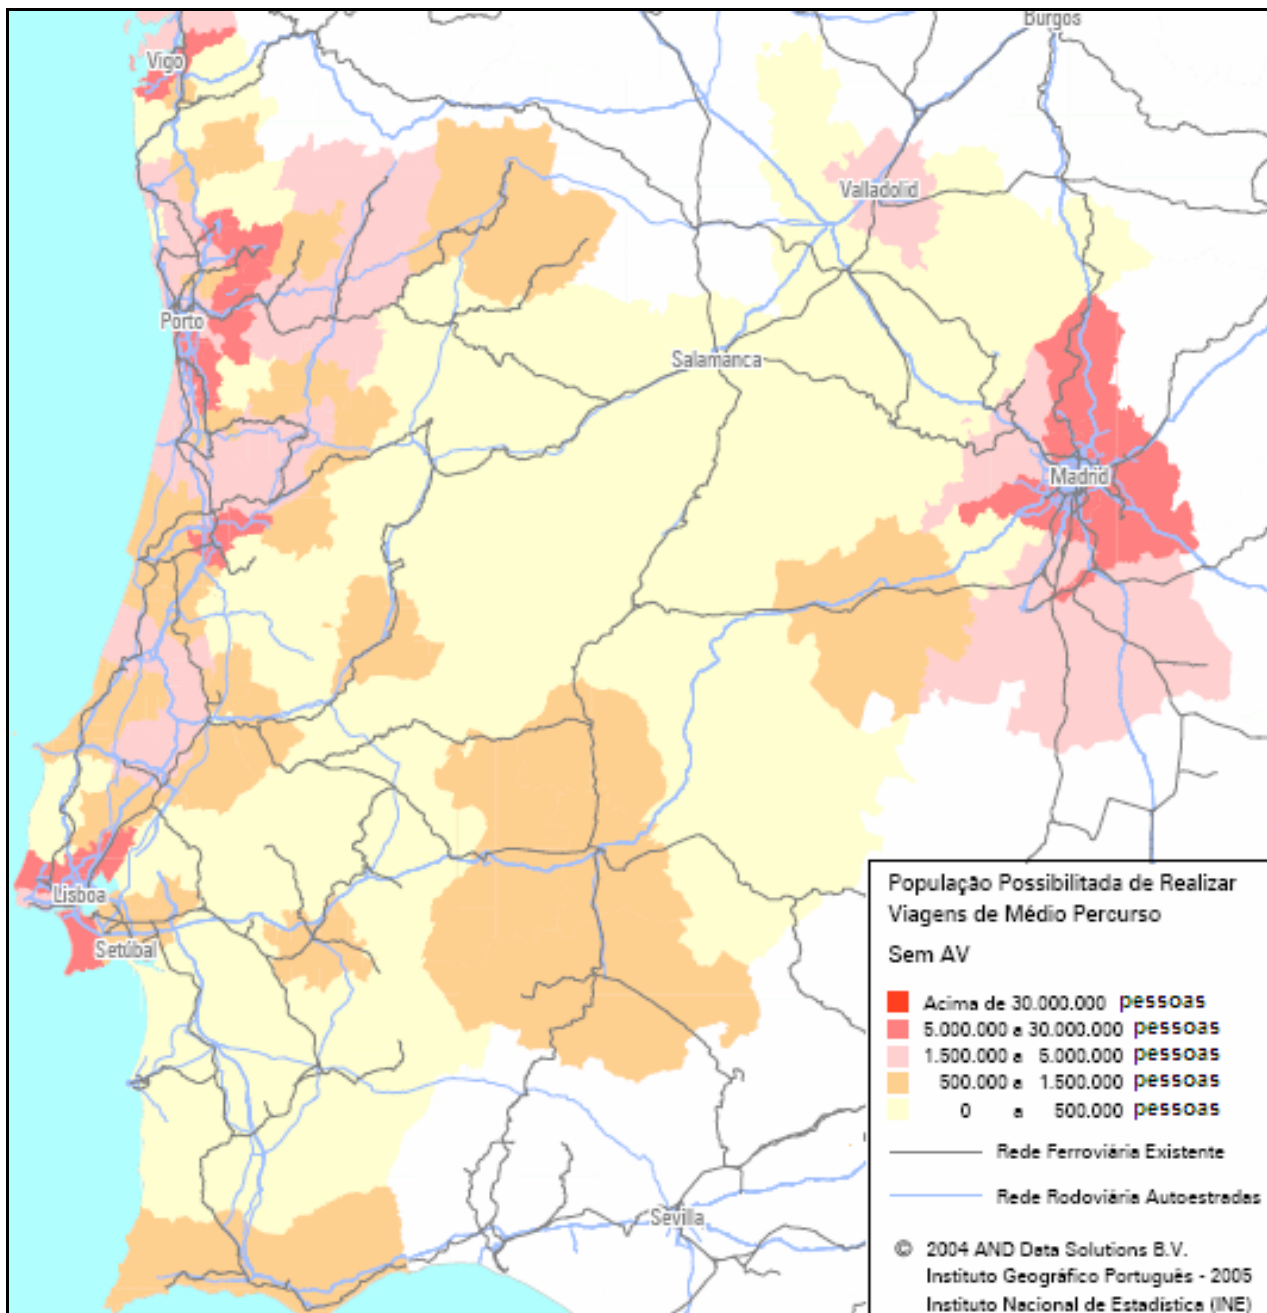 Burgos
Vigo
Valladolid
Porto
Salamanca
Madrid
Lisboa
Setúbal
Sevilla
População Possibilitada de Realizar
Viagens de Médio Percurso
Sem AV
Acima de 30.000.000 pessoas
5.000.000 a 30.000.000 pessoas
1.500.000 a 5.000.000 pessoas
500.000 a 1.500.000 pessoas
0 a 500.000 pessoas
Rede Ferroviária Existente
Rede Rodoviária Autoestradas
© 2004 AND Data Solutions B.V.
Instituto Geográfico Português - 2005
Instituto Nacional de Estadística (INE)